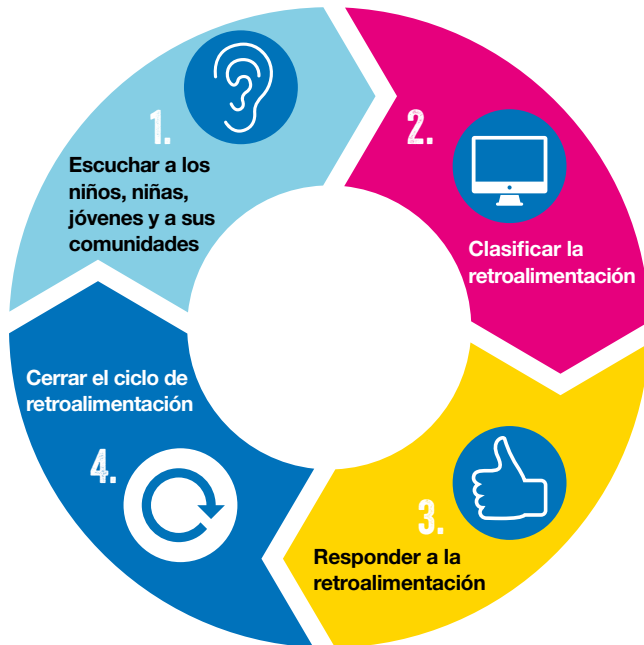 1.
Escuchar a los
niños, niñas,
jóvenes y a sus
comunidades
2.
Clasificar la
retroalimentación
3.
Responder a la
retroalimentación
Cerrar el ciclo de
retroalimentación
4.